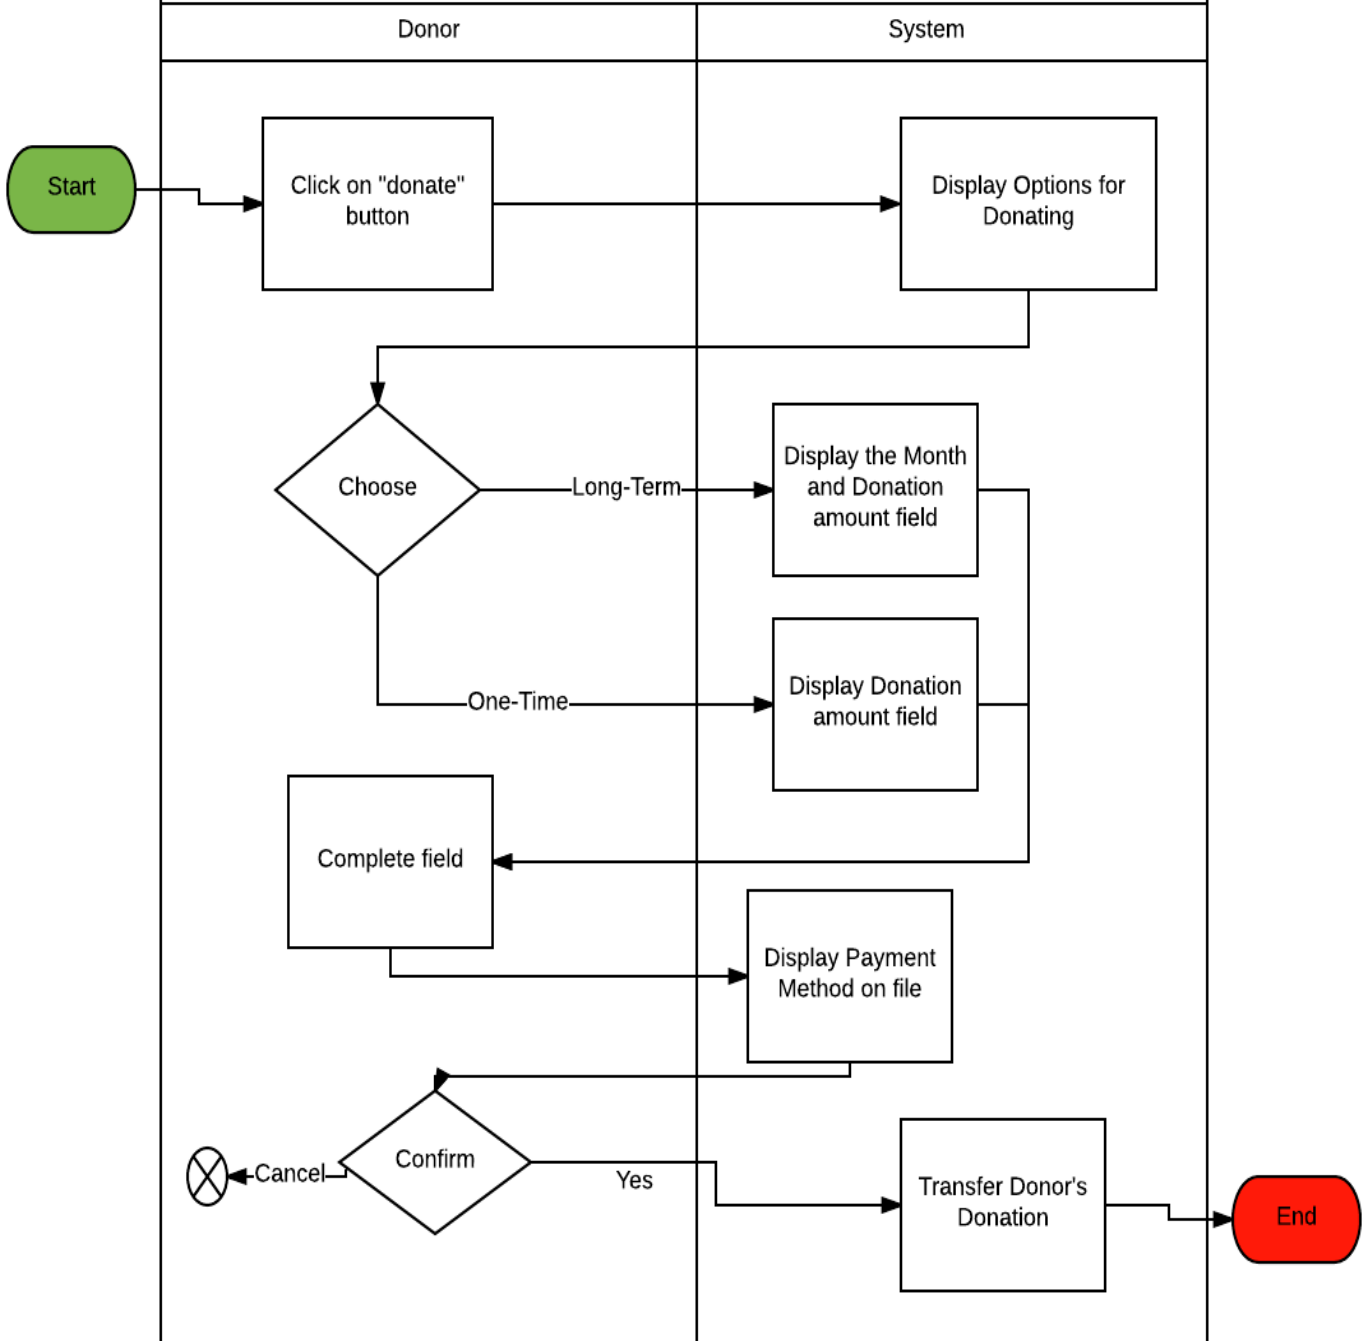 Donor
System
Start
Click on "donate"
button
Display Options for
Donating
Choose
Long-Term
Display the Month
and Donation
amount field
One-Time
Display Donation
amount field
Complete field
Display Payment
Method on file
Confirm
Cancel
Yes
Transfer Donor's
Donation
End